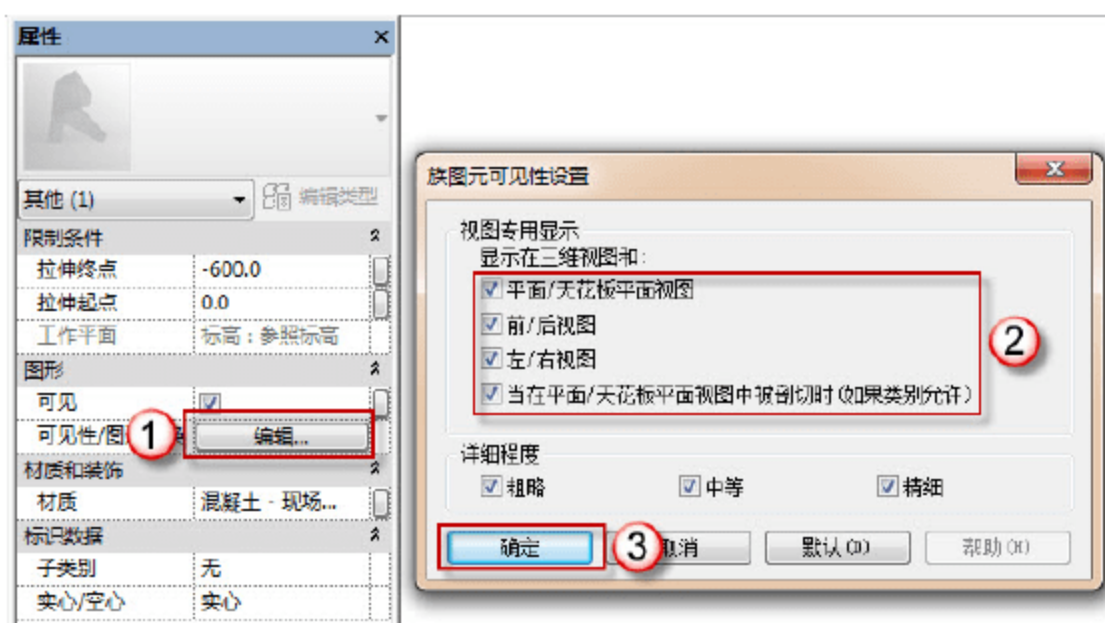 属性
其他 (1)
编辑类型
限制条件
拉伸终点 -600.0
拉伸起点 0.0
工作平面 标高 : 参照标高
图形
可见
可见性/图
编辑...
1
材质和装饰
材质 混凝土 - 现场...
标识数据
子类别 无
实心/空心 实心
族图元可见性设置
视图专用显示
显示在三维视图和:
平面/天花板平面视图
前/后视图
左/右视图
当在平面/天花板平面视图中被剖切时(如果类别允许)
2
详细程度
粗略 中等 精细
确定
3
取消 默认(D) 帮助(H)